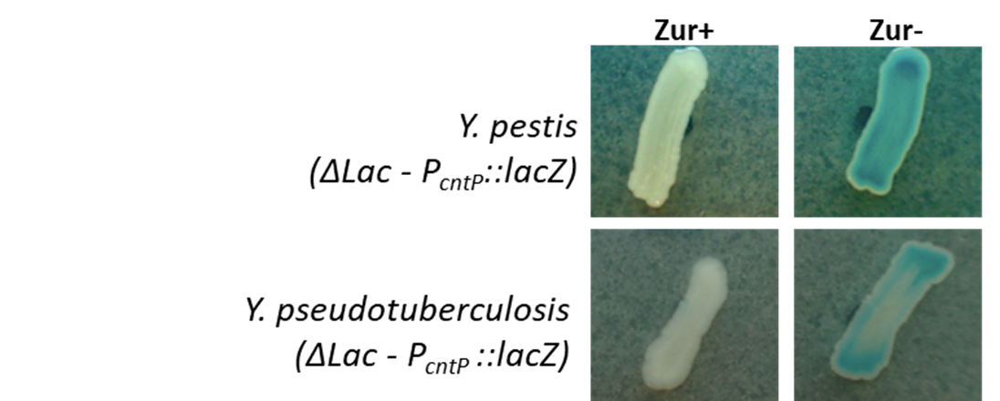 Zur+ Zur-
Y. pestis
(ΔLac - PcntP::lacZ)
Y. pseudotuberculosis
(ΔLac - PcntP ::lacZ)